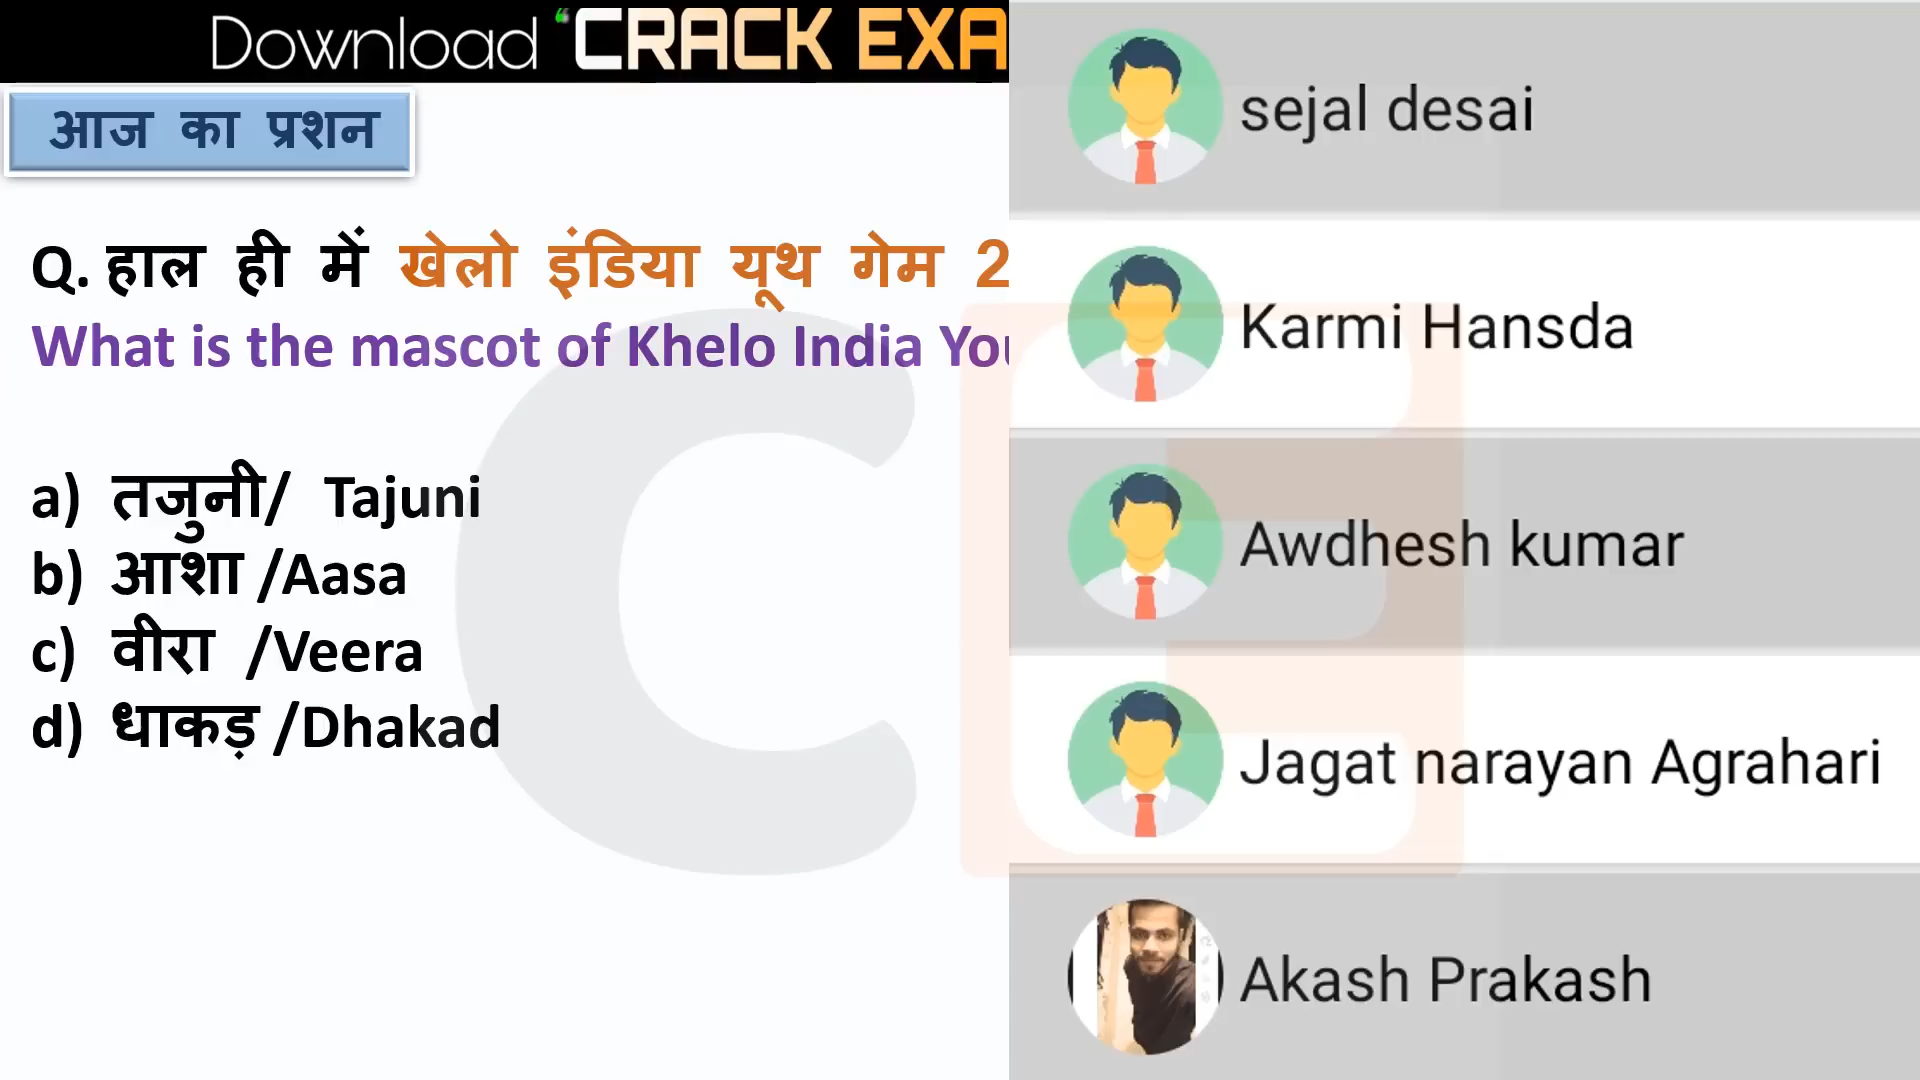 Download “CRACK EXA
आज का प्रशन
Q. हाल ही में खेलो इंडिया यूथ गेम 2
What is the mascot of Khelo India You
a) तजुनी/ Tajuni
b) आशा /Aasa
c) वीरा /Veera
d) धाकड़ /Dhakad
sejal desai
Karmi Hansda
Awdhesh kumar
Jagat narayan Agrahari
Akash Prakash